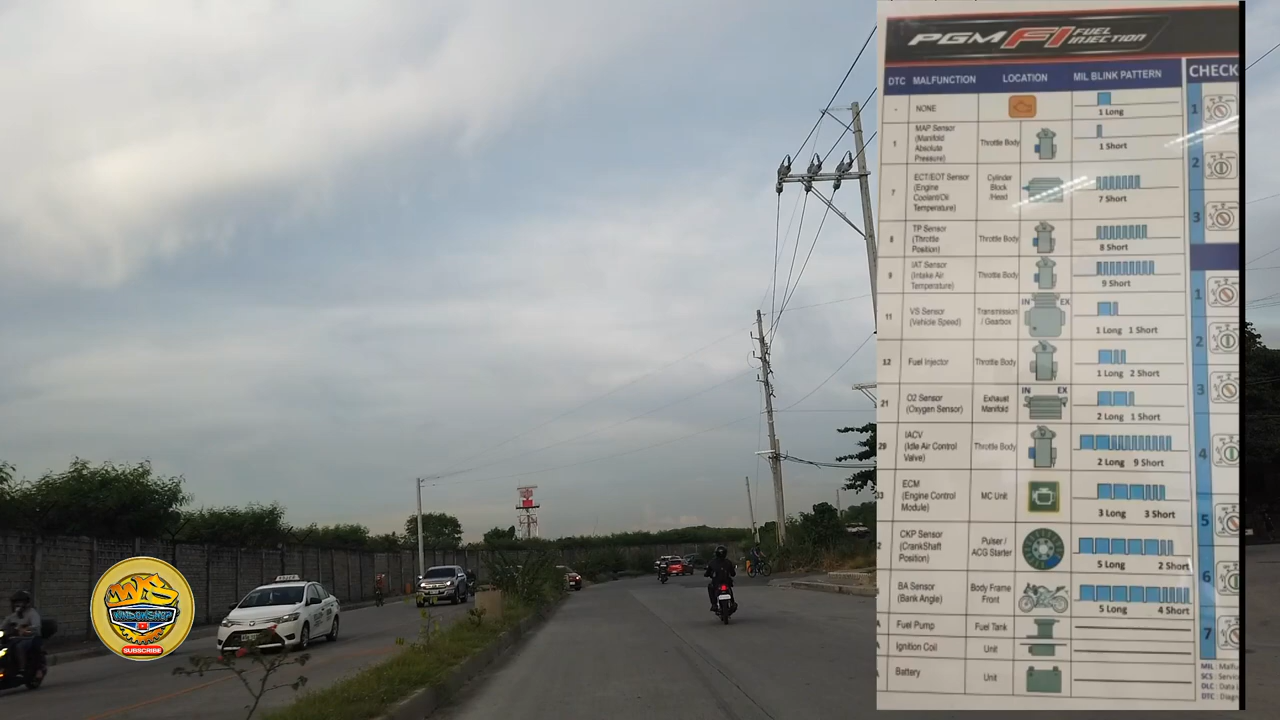 PGM FI FUEL INJECTION
DTC MALFUNCTION LOCATION MIL BLINK PATTERN
CHECK
- NONE
1 Long
1 MAP Sensor (Manifold Absolute Pressure) Throttle Body
1 Short
7 ECT/EOT Sensor (Engine Coolant/Oil Temperature) Cylinder Block /Head
7 Short
8 TP Sensor (Throttle Position) Throttle Body
8 Short
9 IAT Sensor (Intake Air Temperature) Throttle Body
9 Short
11 VS Sensor (Vehicle Speed) Transmission / Gearbox IN EX
1 Long 1 Short
12 Fuel Injector Throttle Body
1 Long 2 Short
21 O2 Sensor (Oxygen Sensor) Exhaust Manifold IN EX
2 Long 1 Short
29 IACV (Idle Air Control Valve) Throttle Body
2 Long 9 Short
33 ECM (Engine Control Module) MC Unit
3 Long 3 Short
2 CKP Sensor (CrankShaft Position) Pulser / ACG Starter
5 Long 2 Short
BA Sensor (Bank Angle) Body Frame Front
5 Long 4 Short
Fuel Pump Fuel Tank
Ignition Coil Unit
Battery Unit
1
2
3
1
2
3
4
5
6
7
MIL
SCS
DLC
DTC
SUBSCRIBE